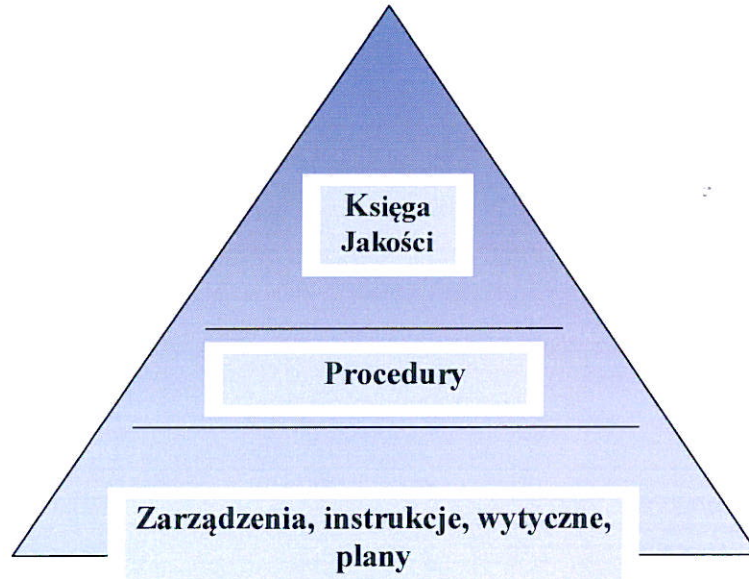 Księga
Jakości
Procedury
Zarządzenia, instrukcje, wytyczne,
plany